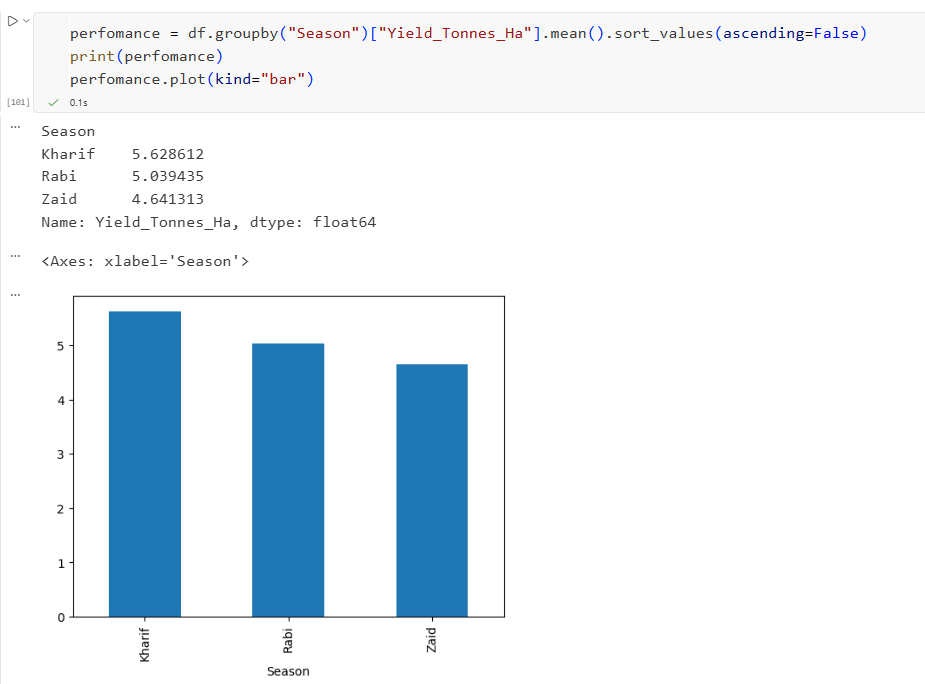 perfomance = df.groupby("Season")["Yield_Tonnes_Ha"].mean().sort_values(ascending=False)
print(perfomance)
perfomance.plot(kind="bar")
[101]
0.1s
...
Season
Kharif    5.628612
Rabi      5.039435
Zaid      4.641313
Name: Yield_Tonnes_Ha, dtype: float64
...
<Axes: xlabel='Season'>
...
5
4
3
2
1
0
Kharif
Rabi
Zaid
Season